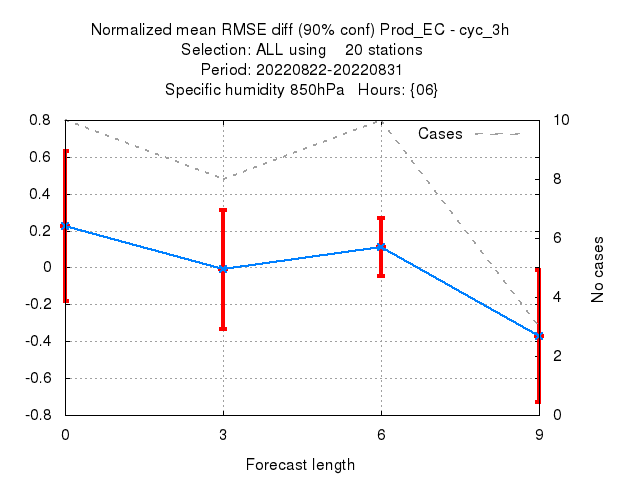 Normalized mean RMSE diff (90% conf) Prod_EC - cyc_3h
Selection: ALL using    20 stations
Period: 20220822-20220831
Specific humidity 850hPa   Hours: {06}
0.8
0.6
0.4
0.2
0
-0.2
-0.4
-0.6
-0.8
Cases
10
8
6
4
2
0
No cases
0
3
6
9
Forecast length